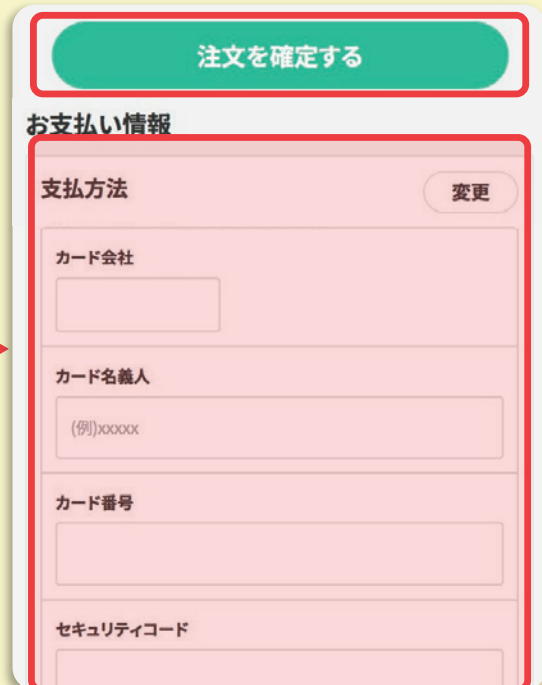 注文を確定する
お支払い情報
支払方法
変更
カード会社
カード名義人
(例)xxxxx
カード番号
セキュリティコード